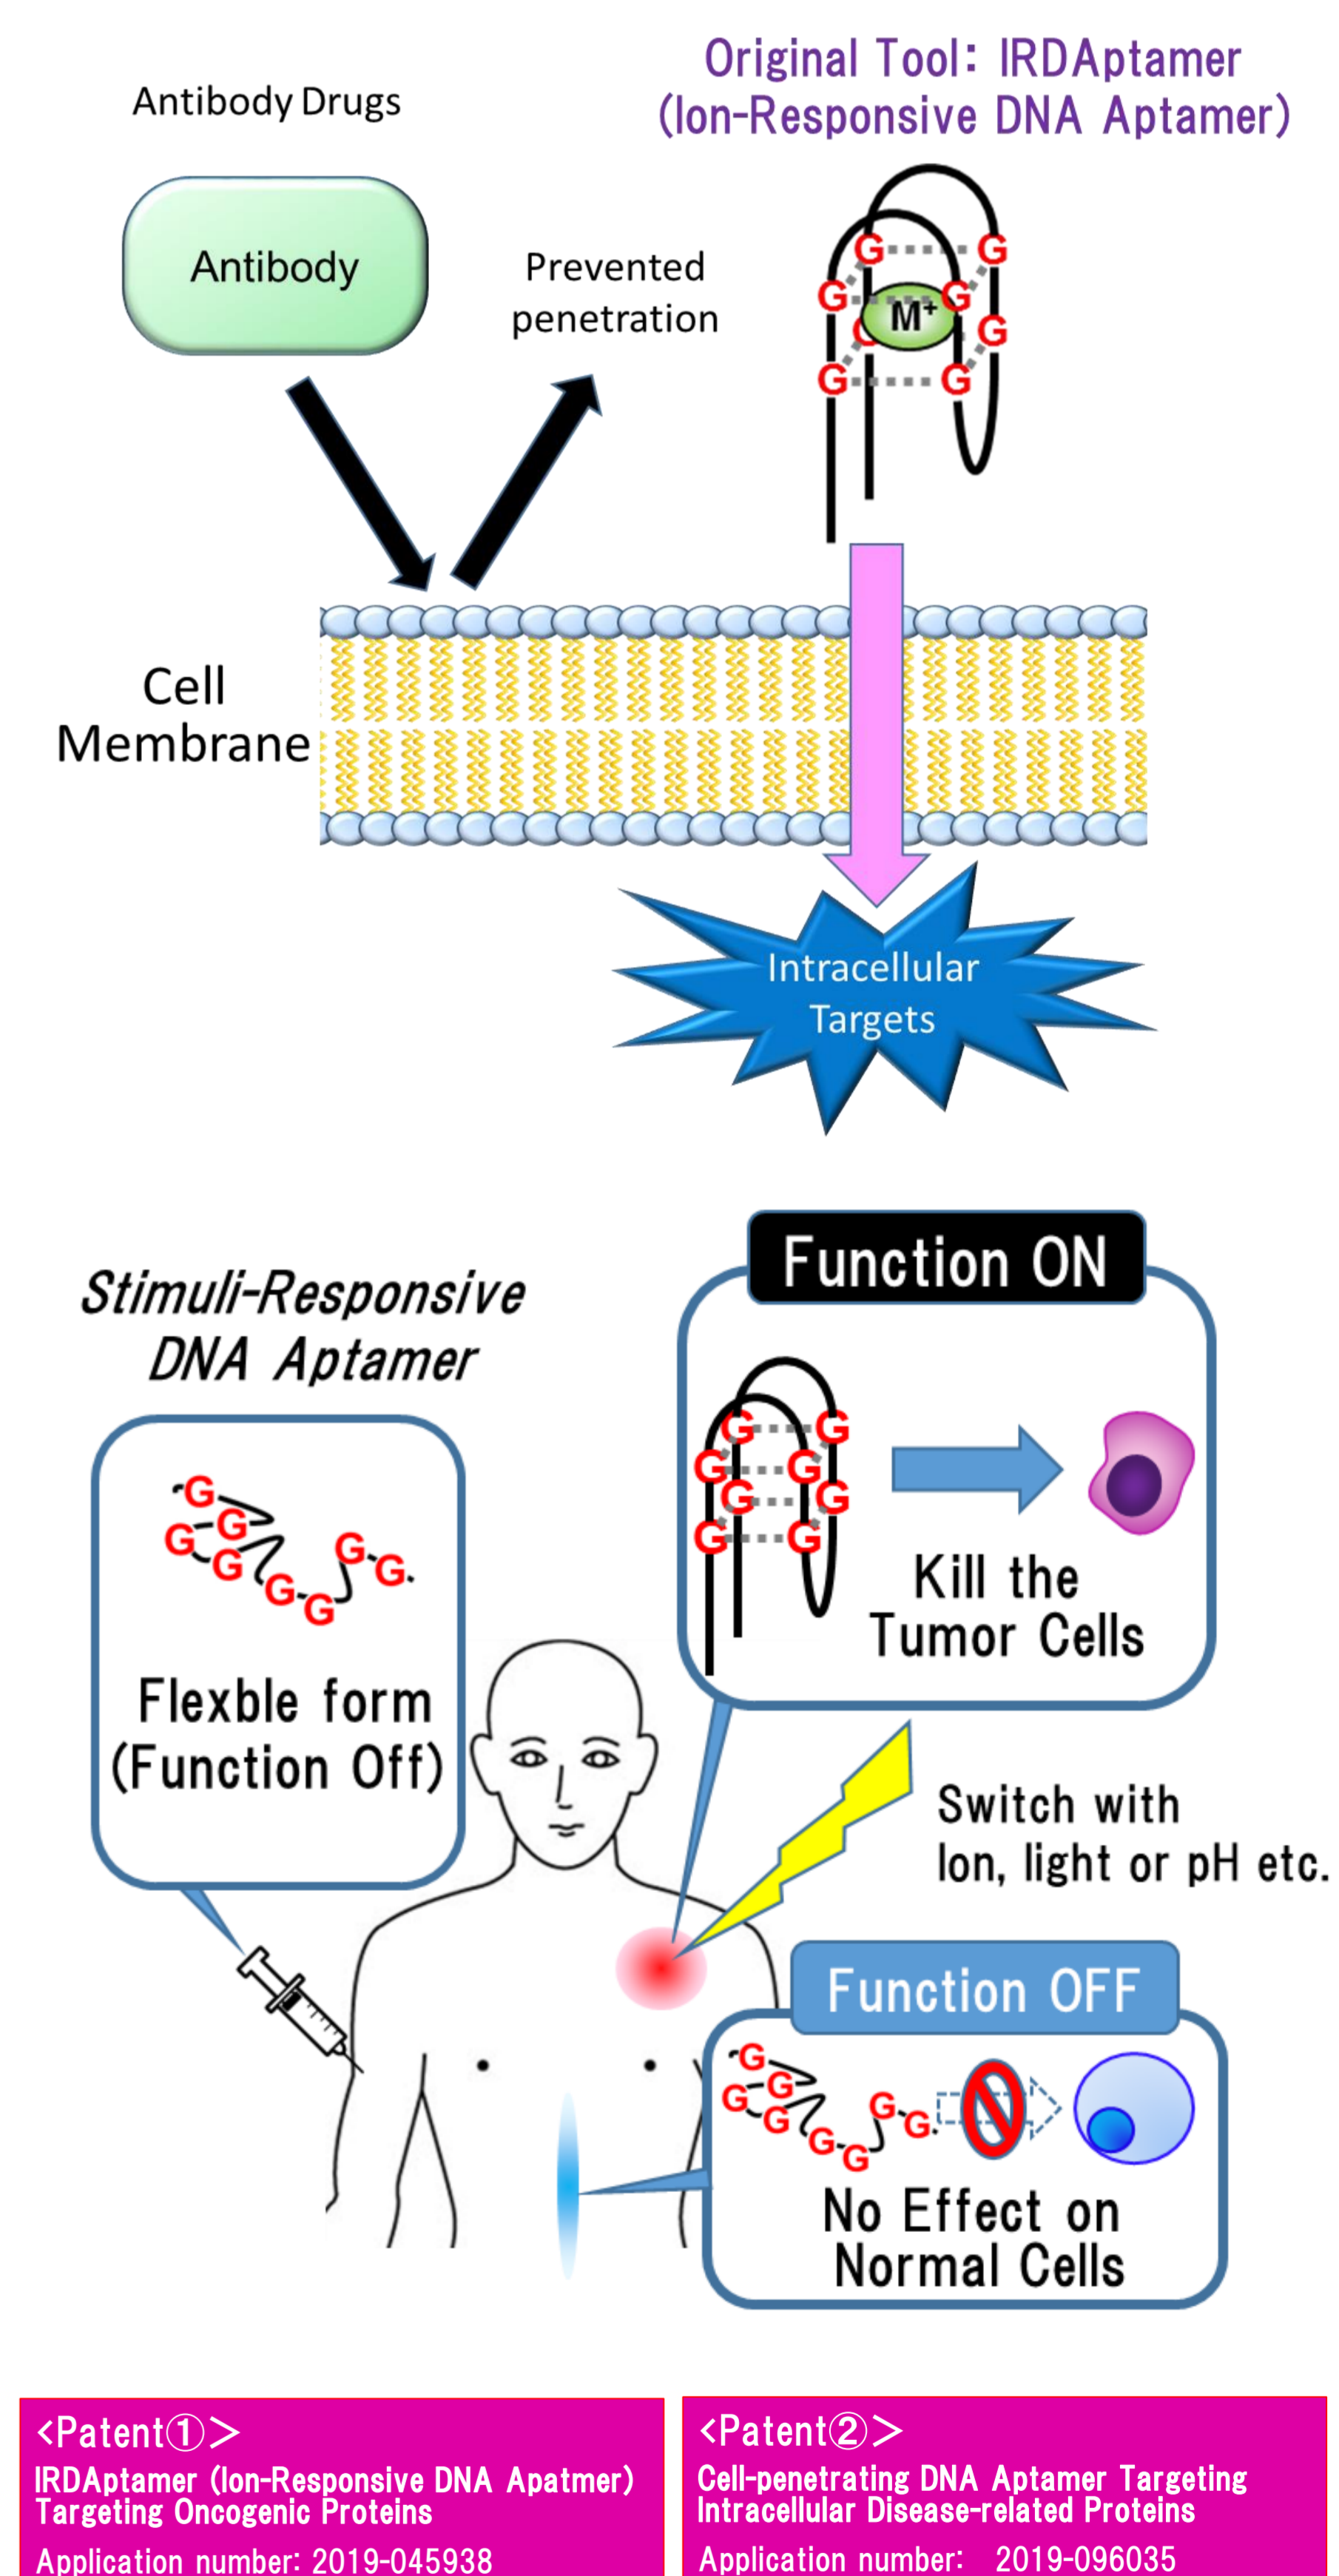 Original Tool: IRDAptamer
(Ion-Responsive DNA Aptamer)
Antibody Drugs
Antibody
Prevented
penetration
G G
G G
M+
G
G G
Cell
Membrane
Intracellular
Targets
Function ON
Stimuli-Responsive
DNA Aptamer
G G
G G
G G
G G
Kill the
Tumor Cells
G
G G
G
G G
G G
Flexble form
(Function Off)
Switch with
Ion, light or pH etc.
Function OFF
G
G G
G
G G
G G
No Effect on
Normal Cells
<Patent①>
IRDAptamer (Ion-Responsive DNA Apatmer)
Targeting Oncogenic Proteins
Application number: 2019-045938
<Patent②>
Cell-penetrating DNA Aptamer Targeting
Intracellular Disease-related Proteins
Application number: 2019-096035